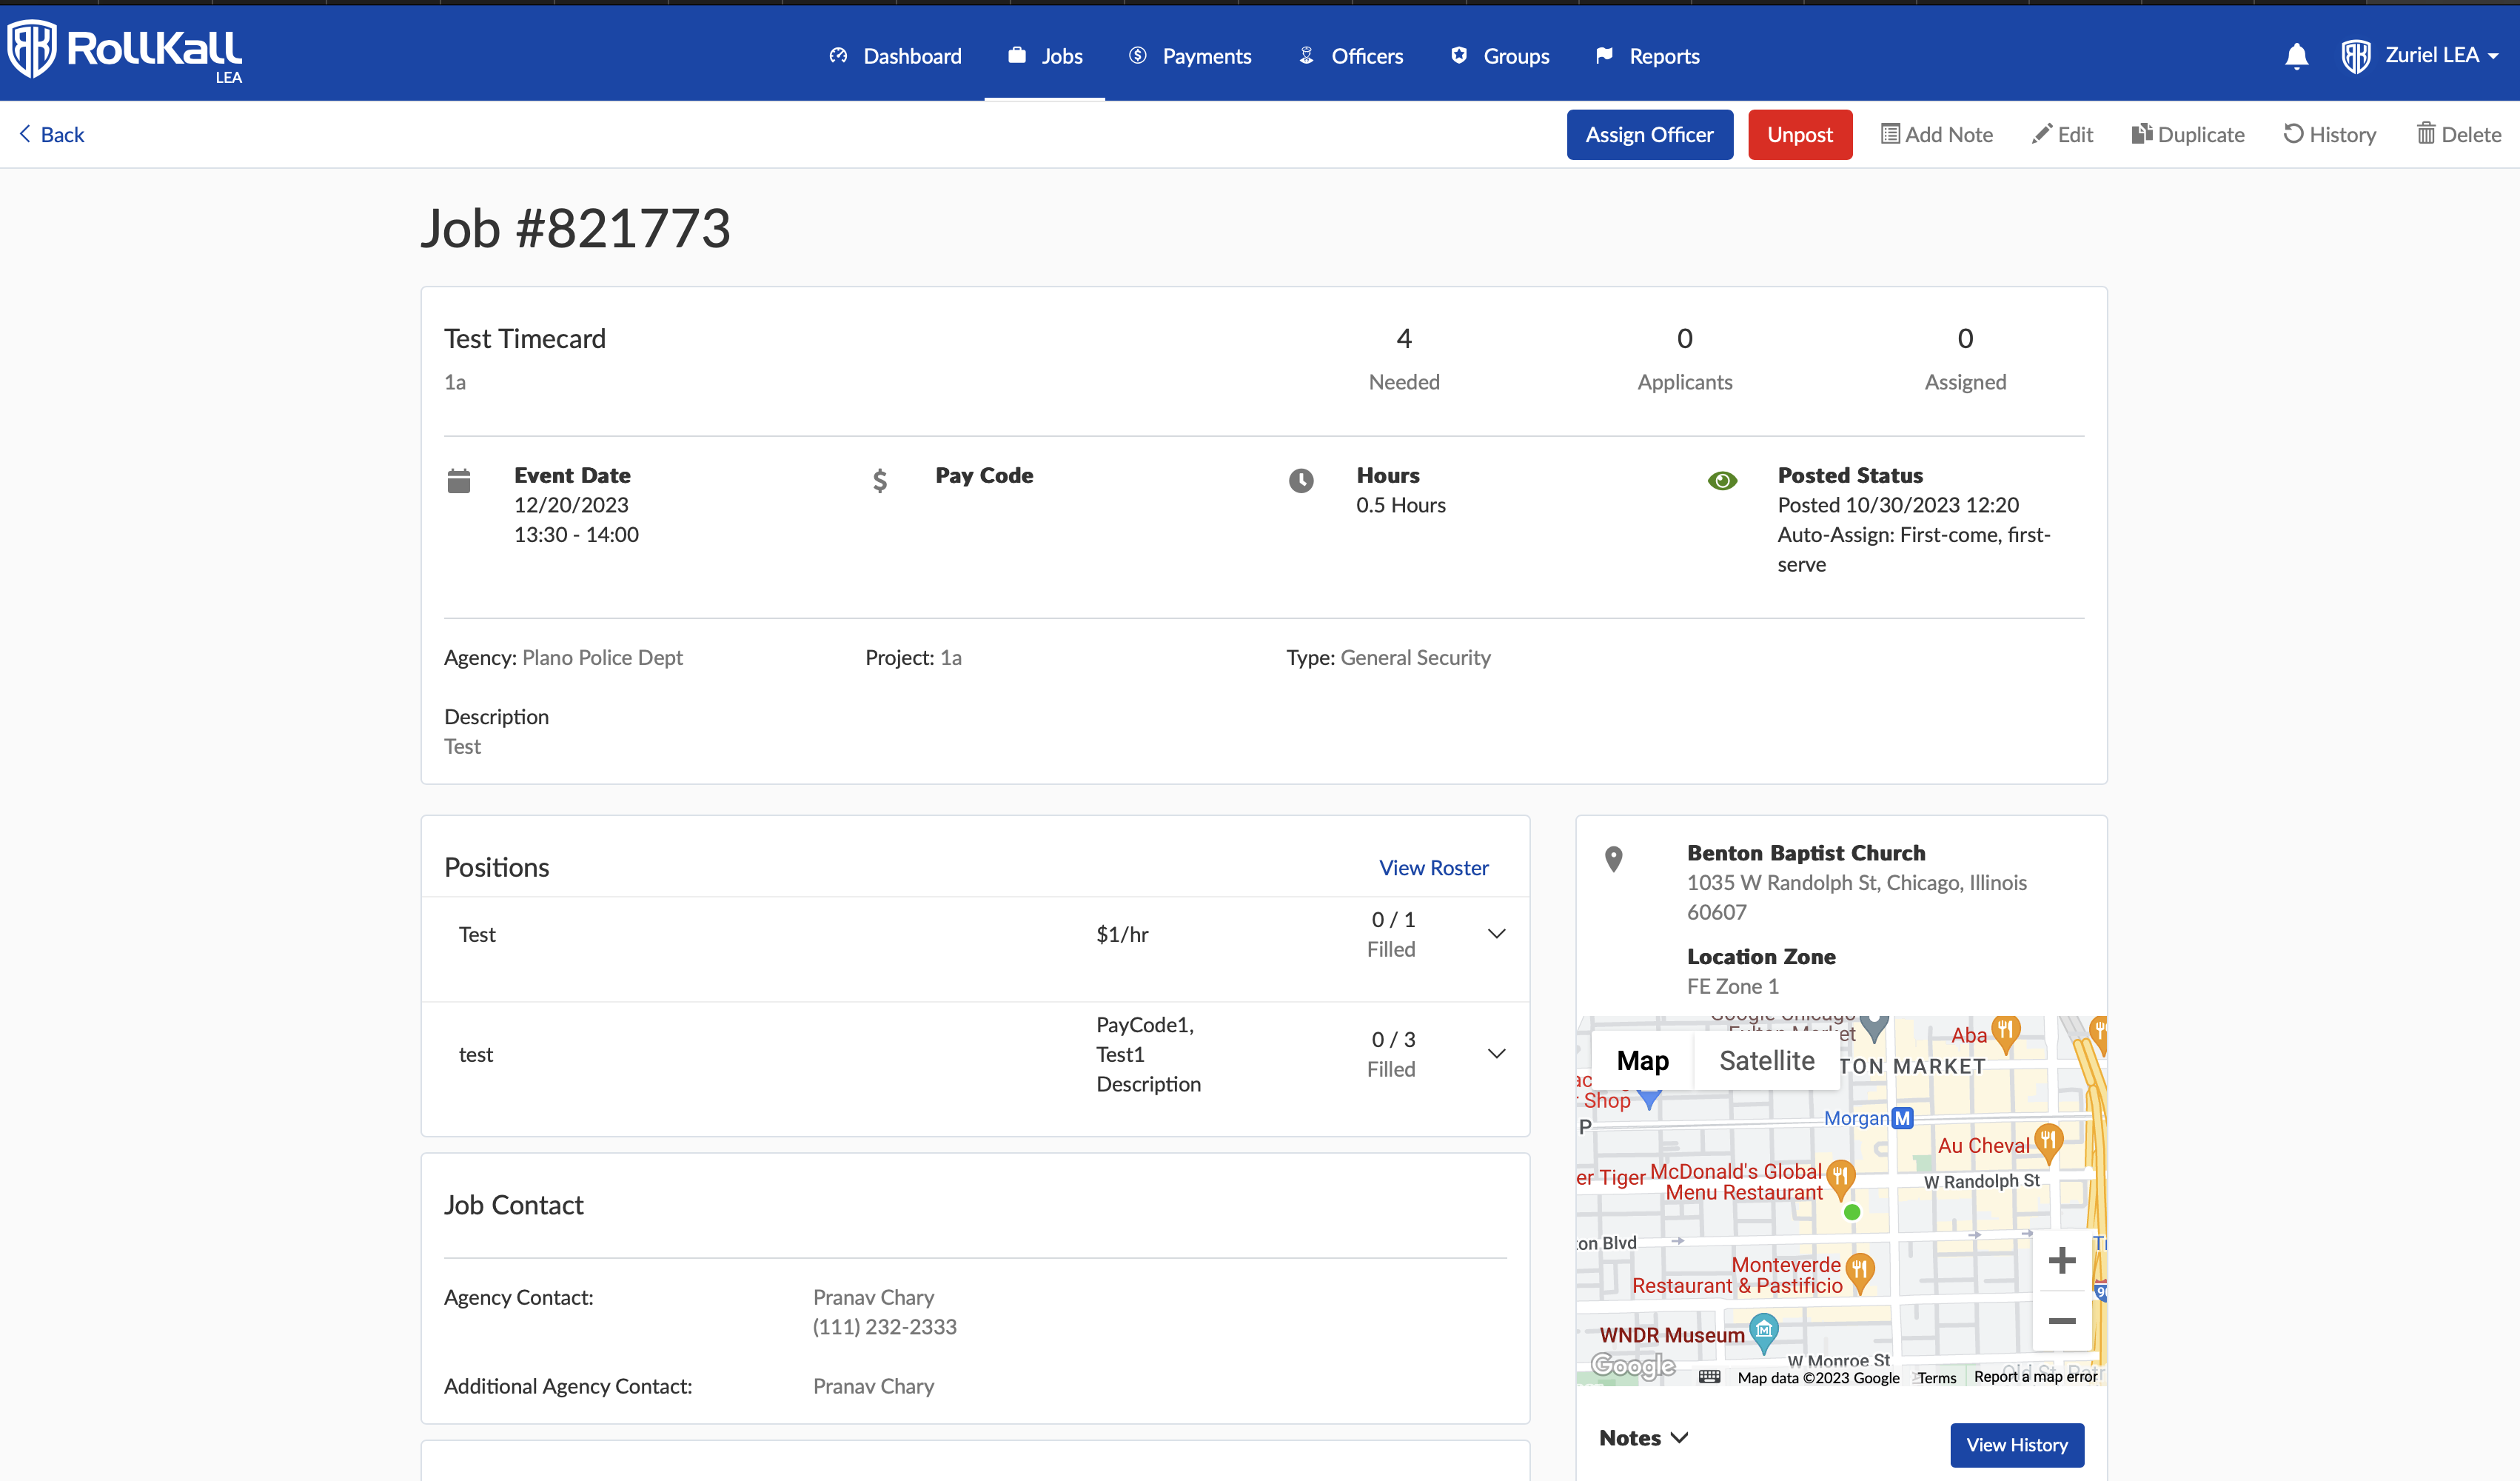 RollKall
LEA
Dashboard
Jobs
Payments
Officers
Groups
Reports
Zuriel LEA
Back
Assign Officer
Unpost
Add Note
Edit
Duplicate
History
Delete
Job #821773
Test Timecard
1a
4
Needed
0
Applicants
0
Assigned
Event Date
12/20/2023
13:30 - 14:00
Pay Code
Hours
0.5 Hours
Posted Status
Posted 10/30/2023 12:20
Auto-Assign: First-come, first-
serve
Agency: Plano Police Dept
Project: 1a
Type: General Security
Description
Test
Positions
View Roster
Test
$1/hr
0 / 1
Filled
test
PayCode1,
Test1
Description
0 / 3
Filled
Job Contact
Agency Contact:
Pranav Chary
(111) 232-2333
Additional Agency Contact:
Pranav Chary
Benton Baptist Church
1035 W Randolph St, Chicago, Illinois
60607
Location Zone
FE Zone 1
Google Chicago
Map
Satellite
Aba
TON MARKET
Shop
P
Morgan M
Au Cheval
er Tiger
McDonald's Global
Menu Restaurant
W Randolph St
ton Blvd
Monteverde
Restaurant & Pastificio
WNDR Museum
W Monroe St
Google
Map data ©2023 Google
Terms
Report a map error
Notes
View History